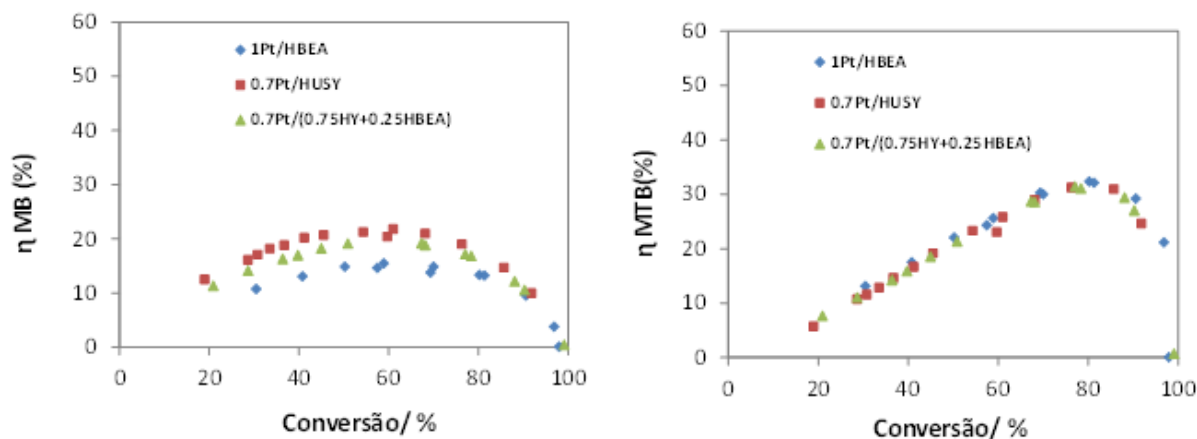 60
50
40
30
20
10
0
η MB (%)
1Pt/HBEA
0.7Pt/HUSY
0.7Pt/(0.75HY+0.25HBEA)
0 20 40 60 80 100
Conversão/ %
60
50
40
30
20
10
0
η MTB(%)
1Pt/HBEA
0.7Pt/HUSY
0.7Pt/(0.75HY+0.25HBEA)
0 20 40 60 80 100
Conversão/ %